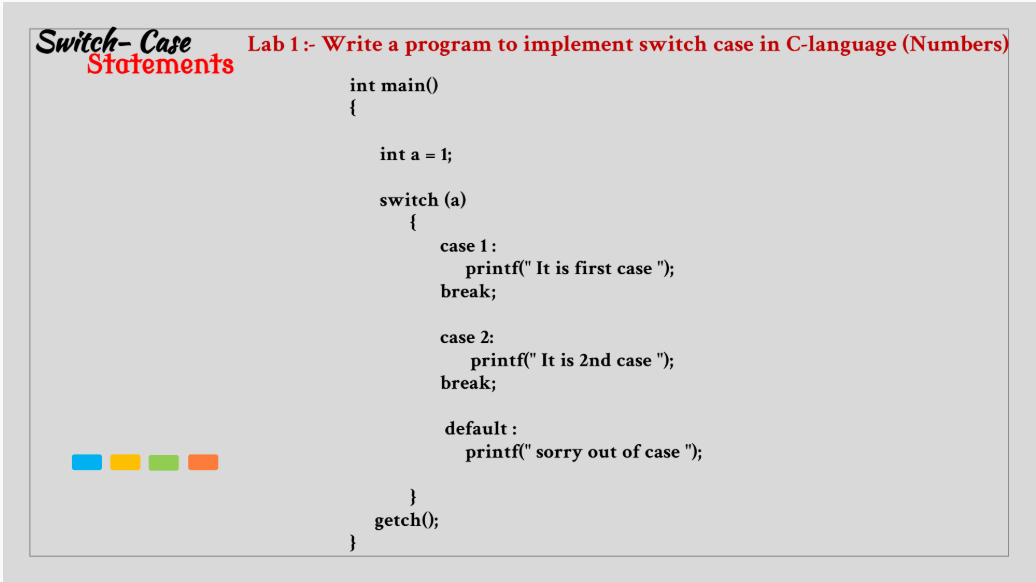 Switch- Case
Statements
Lab 1 :- Write a program to implement switch case in C-language (Numbers)
int main()
{
int a = 1;
switch (a)
{
case 1 :
printf(" It is first case ");
break;
case 2:
printf(" It is 2nd case ");
break;
default :
printf(" sorry out of case ");
}
getch();
}